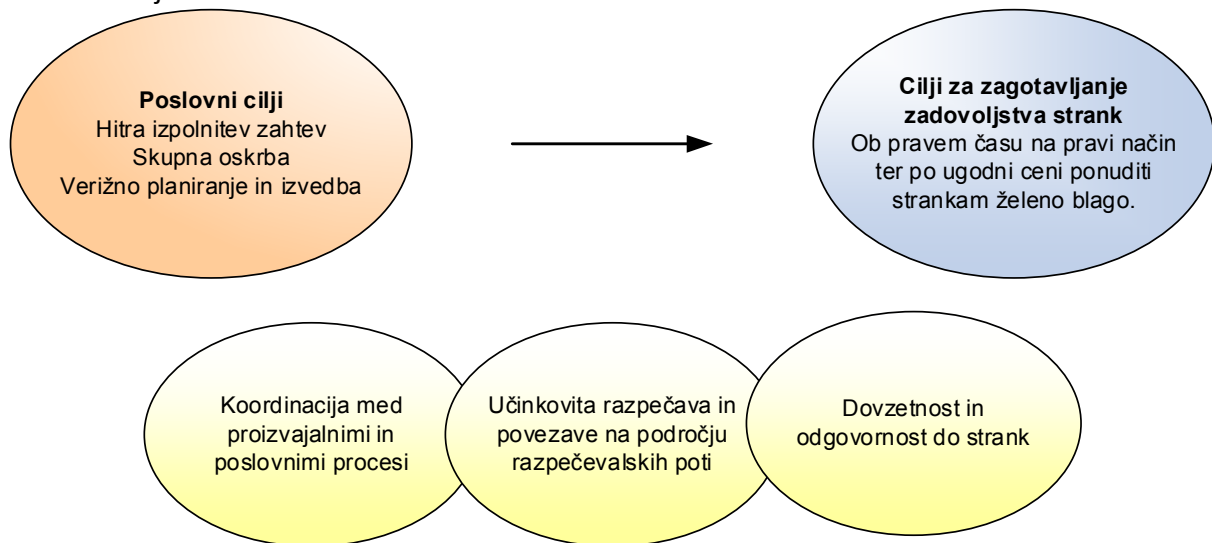 Poslovni cilji
Hitra izpolnitev zahtev
Skupna oskrba
Verižno planiranje in izvedba
Cilji za zagotavljanje
zadovoljstva strank
Ob pravem času na pravi način
ter po ugodni ceni ponuditi
strankam želeno blago.
Koordinacija med
proizvajalnimi in
poslovnimi procesi
Učinkovita razpečava in
povezave na področju
razpečevalskih poti
Dovzetnost in
odgovornost do strank